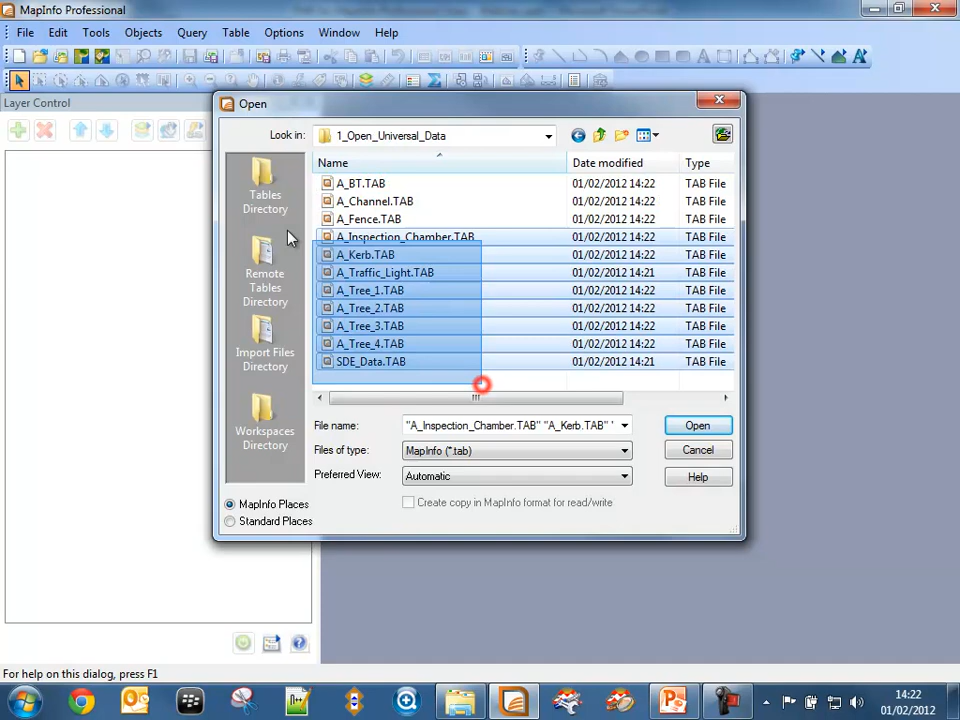 MapInfo Professional
File Edit Tools Objects Query Table Options Window Help
Layer Control
Open
Look in: 1_Open_Universal_Data
Name Date modified Type
A_BT.TAB 01/02/2012 14:22 TAB File
A_Channel.TAB 01/02/2012 14:22 TAB File
A_Fence.TAB 01/02/2012 14:22 TAB File
A_Inspection_Chamber.TAB 01/02/2012 14:22 TAB File
A_Kerb.TAB 01/02/2012 14:22 TAB File
A_Traffic_Light.TAB 01/02/2012 14:21 TAB File
A_Tree_1.TAB 01/02/2012 14:22 TAB File
A_Tree_2.TAB 01/02/2012 14:22 TAB File
A_Tree_3.TAB 01/02/2012 14:22 TAB File
A_Tree_4.TAB 01/02/2012 14:22 TAB File
SDE_Data.TAB 01/02/2012 14:21 TAB File
Tables
Directory
Remote
Tables
Directory
Import Files
Directory
Workspaces
Directory
File name: "A_Inspection_Chamber.TAB" "A_Kerb.TAB" " Open
Files of type: MapInfo (*.tab) Cancel
Preferred View: Automatic Help
Create copy in MapInfo format for read/write
MapInfo Places
Standard Places
For help on this dialog, press F1
14:22
01/02/2012